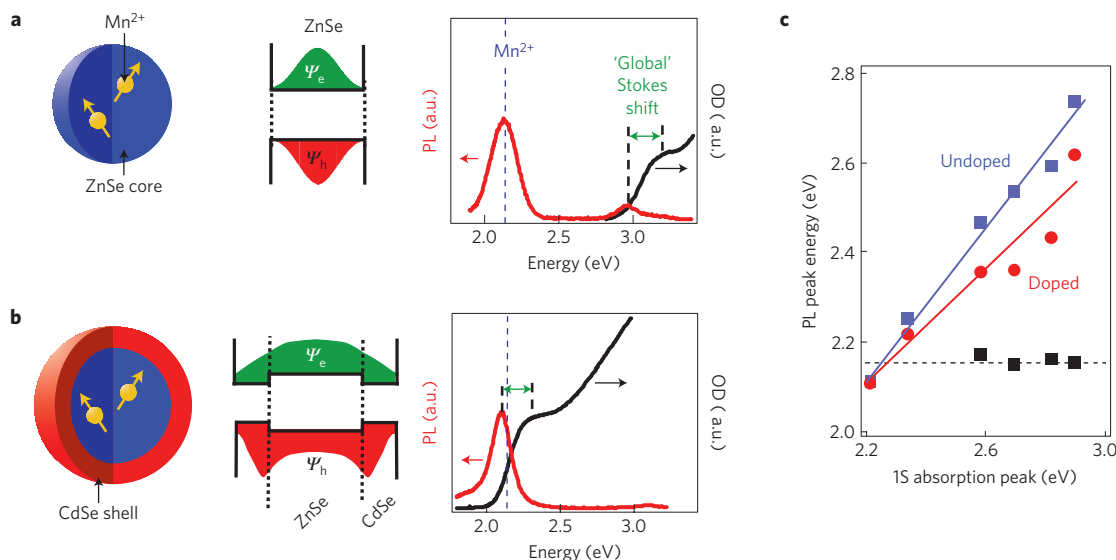 a
Mn2+
ZnSe core
ZnSe
Ψe
Ψh
PL (a.u.)
Mn2+
'Global'
Stokes
shift
OD (a.u.)
2.0 2.5 3.0
Energy (eV)
b
CdSe shell
Ψe
Ψh
ZnSe
CdSe
PL (a.u.)
OD (a.u.)
2.0 2.5 3.0
Energy (eV)
c
PL peak energy (eV)
2.8
2.6
2.4
2.2
2.0
Undoped
Doped
2.2 2.6 3.0
1S absorption peak (eV)